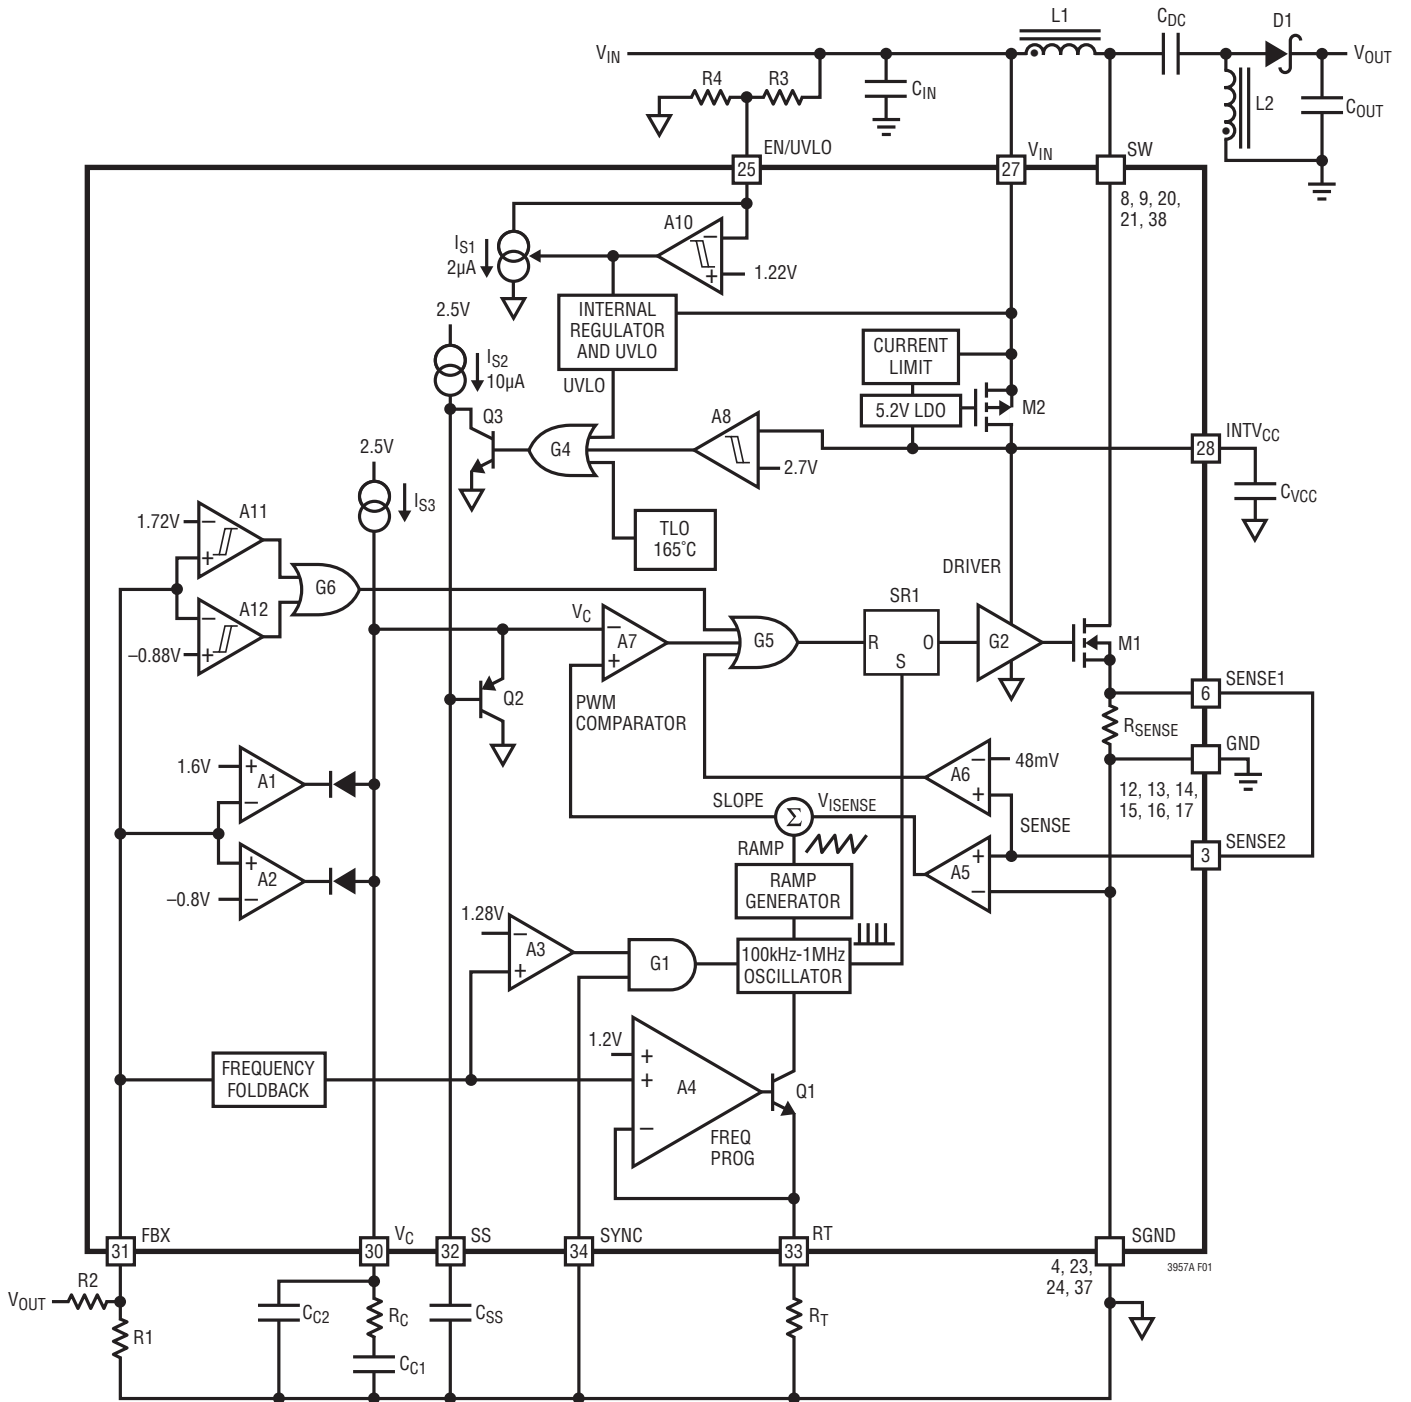 L1
CDC
D1
VIN
VOUT
R4
R3
CIN
L2
COUT
EN/UVLO
25
27
VIN
SW
8, 9, 20,
21, 38
A10
IS1
2µA
–
+
1.22V
2.5V
INTERNAL
REGULATOR
AND UVLO
CURRENT
LIMIT
IS2
10µA
UVLO
5.2V LDO
M2
Q3
A8
G4
2.7V
INTVCC
28
CVCC
2.5V
IS3
TLO
165˚C
1.72V
–
+
A11
G6
A12
–
+
–0.88V
DRIVER
SR1
VC
–
A7
+
G5
R
O
S
G2
M1
PWM
COMPARATOR
Q2
SENSE1
6
RSENSE
GND
12, 13, 14,
15, 16, 17
1.6V
+
A1
–
+
A2
–
–0.8V
A6
–
+
48mV
SLOPE
Σ
VISENSE
SENSE
SENSE2
3
RAMP
A5
+
–
RAMP
GENERATOR
1.28V
–
A3
+
G1
100kHz-1MHz
OSCILLATOR
1.2V
+
+
–
A4
Q1
FREQUENCY
FOLDBACK
FREQ
PROG
FBX
31
VC
30
SS
32
SYNC
34
RT
33
SGND
4, 23,
24, 37
3957A F01
VOUT
R2
R1
CC2
RC
CC1
CSS
RT